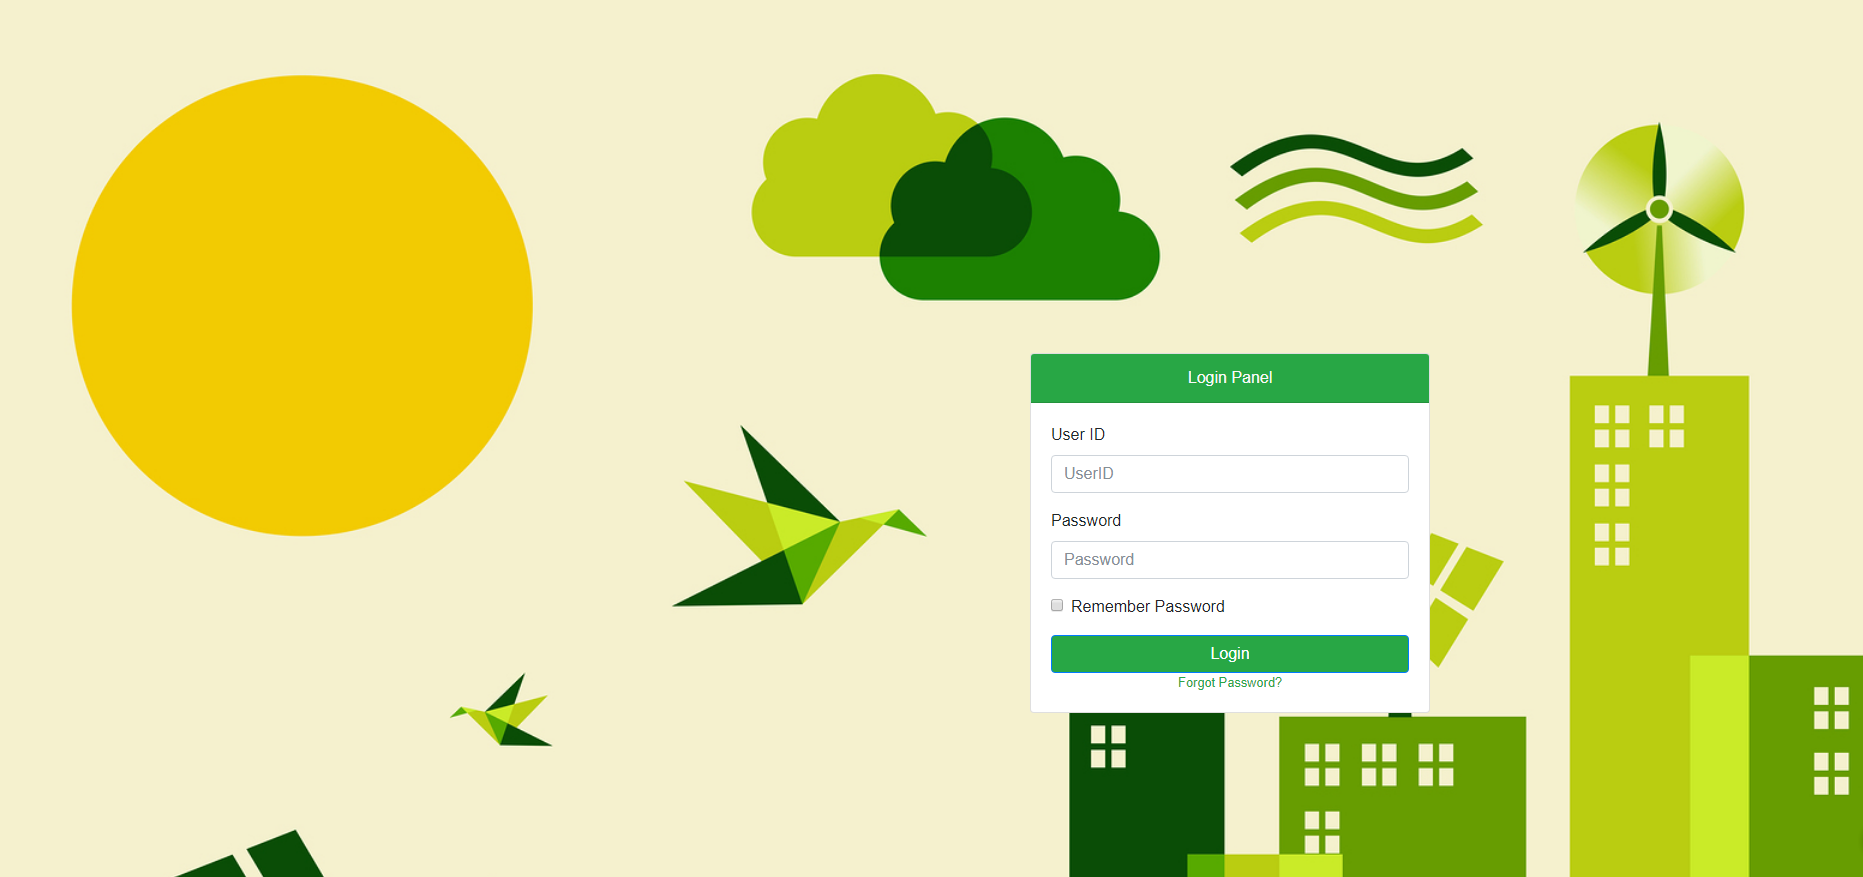 Login Panel
User ID
UserID
Password
Password
Remember Password
Login
Forgot Password?